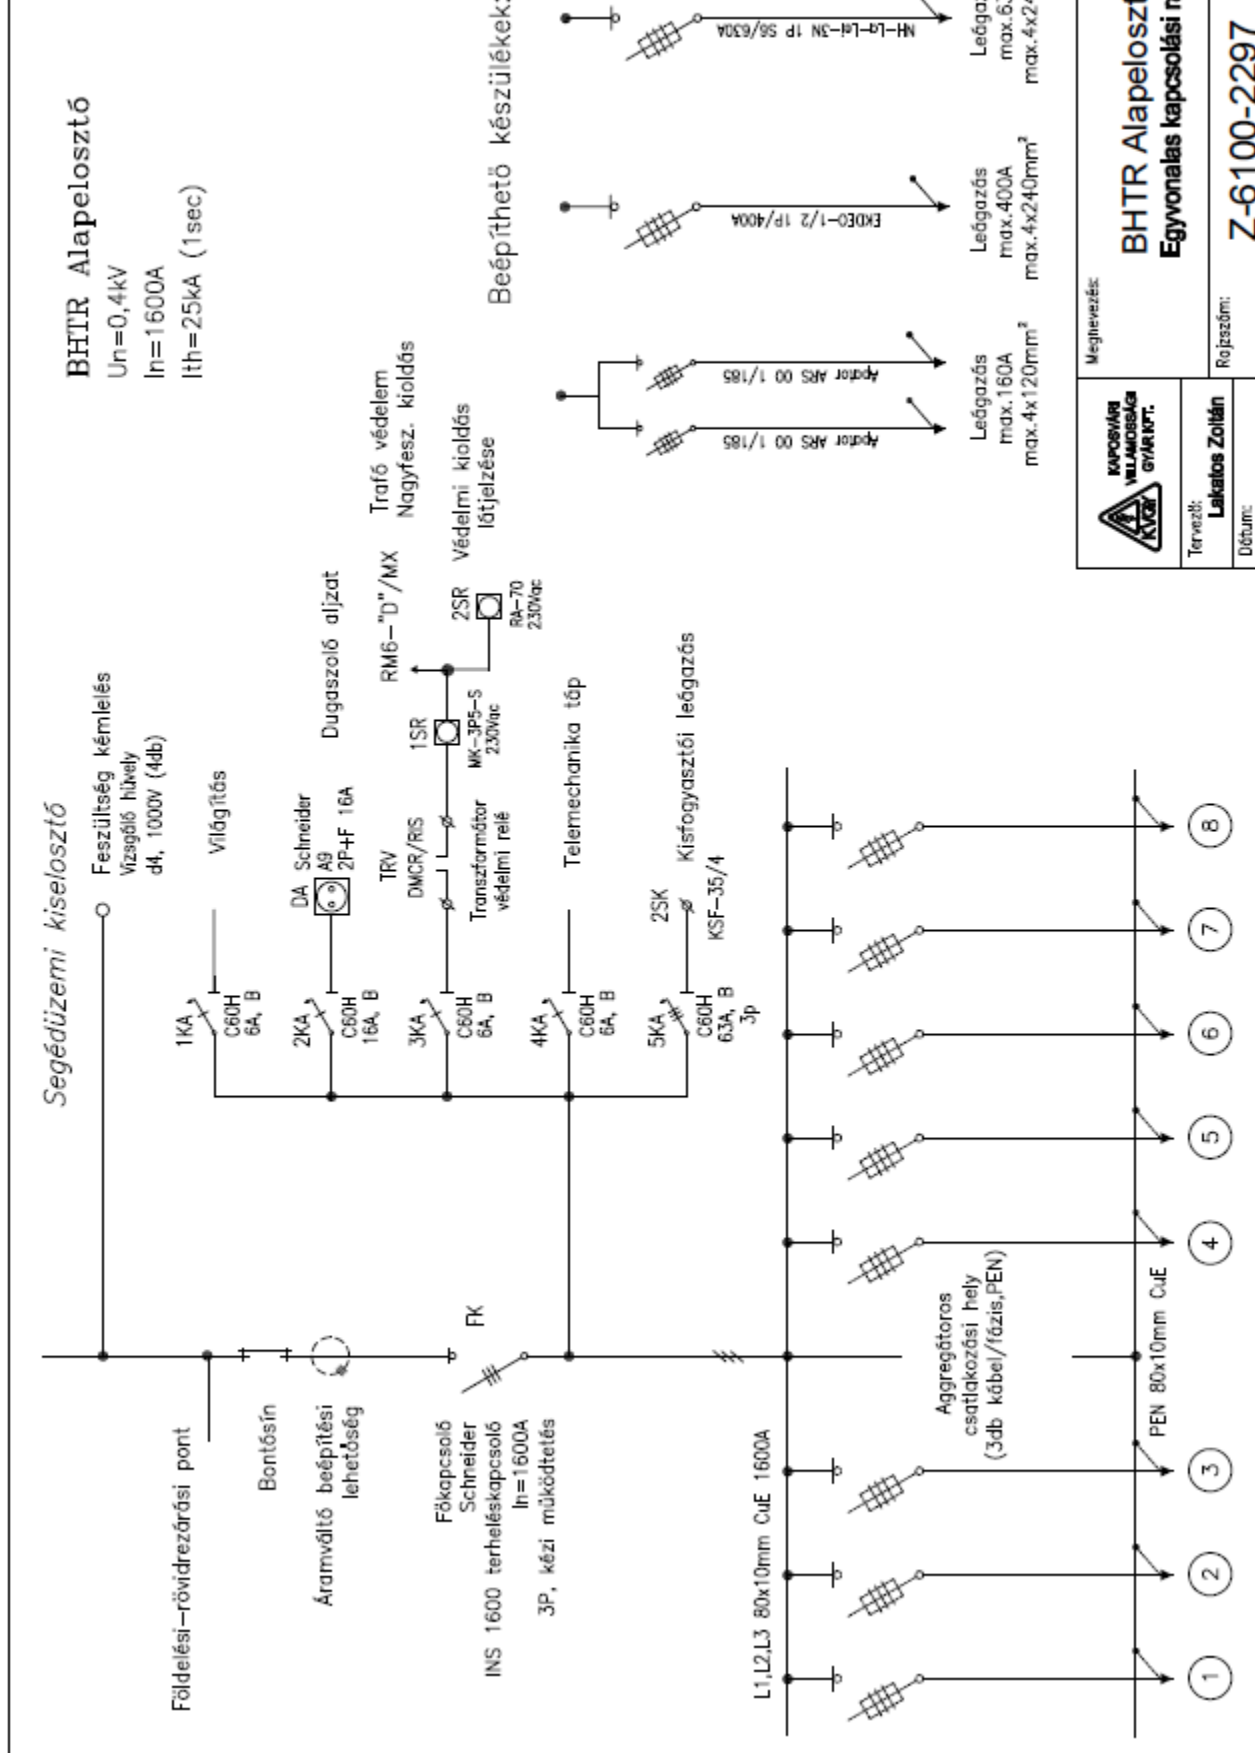 BHTR Alapelosztó
Un=0,4kV
In=1600A
Ith=25kA (1sec)
Segédüzemi kiselosztó
Feszültség kémlelés
Vizsgáló hüvely
d4, 1000V (4db)
Világítás
1KA
C60H
6A, B
DA
Schneider
A9
2P+F 16A
Dugaszoló aljzat
2KA
C60H
16A, B
3KA
C60H
6A, B
TRV
DMCR/RIS
Transzformátor
védelmi relé
1SR
MK-3P5-S
230Vac
RM6-"D"/MX
Trafó védelem
Nagyfesz. kioldás
2SR
RA-70
230Vac
Védelmi kioldás
látjelzése
4KA
C60H
6A, B
Telemechanika táp
5KA
C60H
63A, B
3p
2SK
KSF-35/4
Kisfogyasztói leágazás
Földelési-rövidrezárási pont
Bontósín
Áramváltó beépítési
lehetőség
FK
Főkapcsoló
Schneider
INS 1600 terheléskapcsoló
In=1600A
3P, kézi működtetés
L1,L2,L3 80x10mm CuE 1600A
Aggregátoros
csatlakozási hely
(3db kábel/fázis,PEN)
PEN 80x10mm CuE
1
2
3
4
5
6
7
8
Beépíthető készülékek:
Apator ARS 00 1/185
Apator ARS 00 1/185
Leágazás
max.160A
max.4x120mm²
EKDEO-1/2 1P/400A
Leágazás
max.400A
max.4x240mm²
NH-La-Lei-3N 1P S6/630A
KAPOSVÁRI
VILLAMOSSÁGI
GYÁR KFT.
KVGY
Megnevezés:
BHTR Alapeloszt
Egyvonalas kapcsolási
Tervező:
Lakatos Zoltán
Rajzszám:
Z-6100-2297
Dátum: